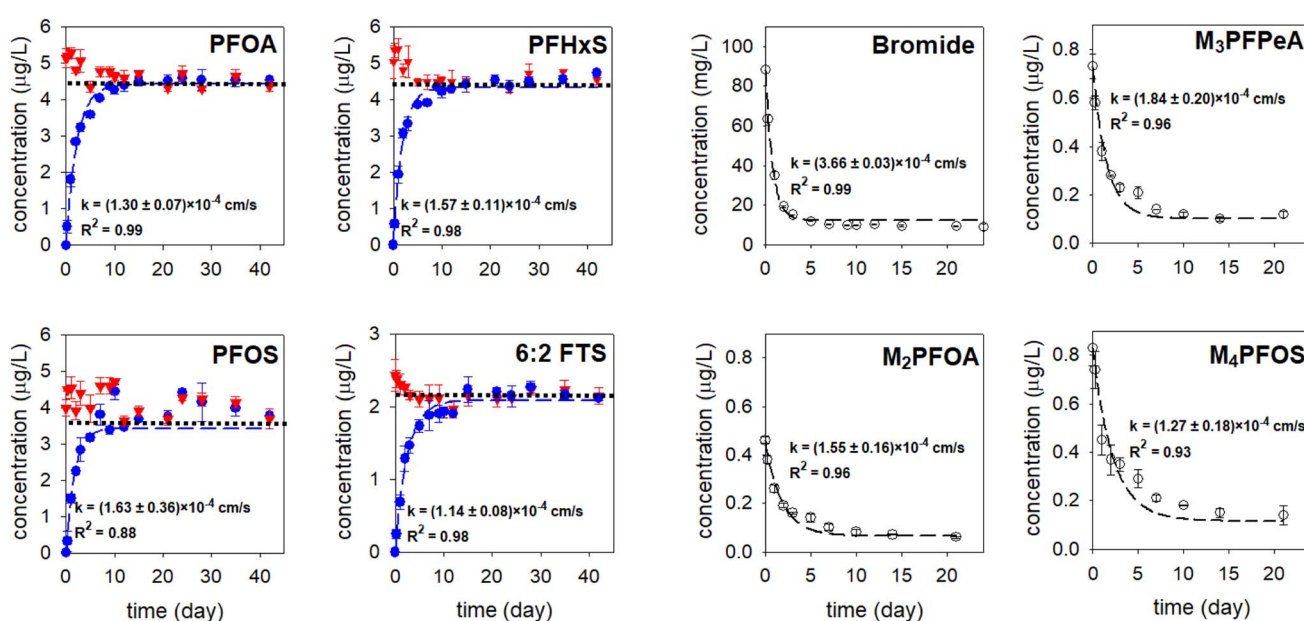 PFOA
concentration (µg/L)
6
5
4
3
2
1
0
k = (1.30 ± 0.07)×10⁻⁴ cm/s
R² = 0.99
0 10 20 30 40
PFHxS
6
5
4
3
2
1
0
k = (1.57 ± 0.11)×10⁻⁴ cm/s
R² = 0.98
0 10 20 30 40
Bromide
concentration (mg/L)
100
80
60
40
20
0
k = (3.66 ± 0.03)×10⁻⁴ cm/s
R² = 0.99
0 5 10 15 20
M₃PFPeA
concentration (µg/L)
0.8
0.6
0.4
0.2
0.0
k = (1.84 ± 0.20)×10⁻⁴ cm/s
R² = 0.96
0 5 10 15 20
PFOS
concentration (µg/L)
6
5
4
3
2
1
0
k = (1.63 ± 0.36)×10⁻⁴ cm/s
R² = 0.88
0 10 20 30 40
time (day)
6:2 FTS
3
2
1
0
k = (1.14 ± 0.08)×10⁻⁴ cm/s
R² = 0.98
0 10 20 30 40
time (day)
M₂PFOA
concentration (µg/L)
0.8
0.6
0.4
0.2
0.0
k = (1.55 ± 0.16)×10⁻⁴ cm/s
R² = 0.96
0 5 10 15 20
time (day)
M₄PFOS
concentration (µg/L)
0.8
0.6
0.4
0.2
0.0
k = (1.27 ± 0.18)×10⁻⁴ cm/s
R² = 0.93
0 5 10 15 20
time (day)